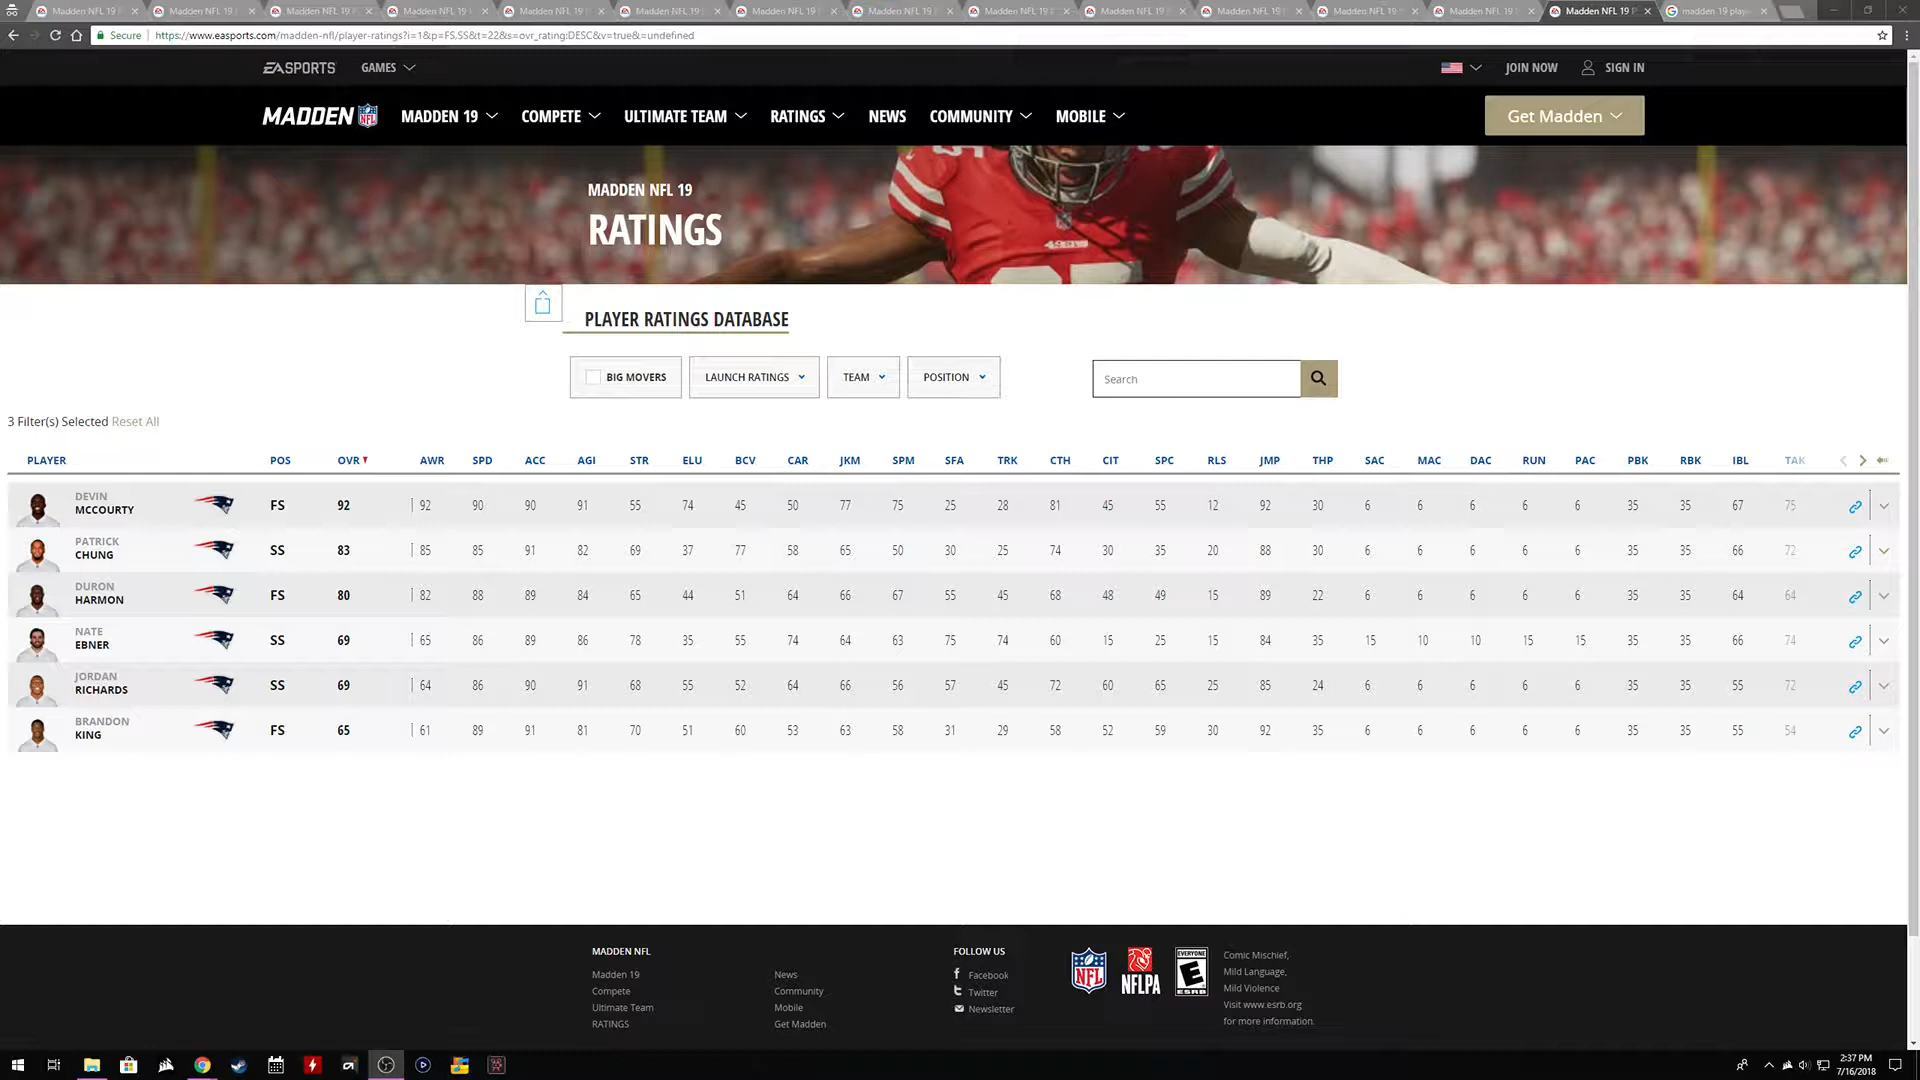 Madden NFL 19 P
Madden NFL 19
madden 19 playe
Secure https://www.easports.com/madden-nfl/player-ratings?i=1&p=FS,SS&t=22&s=ovr_rating:DESC&v=true&_=undefined
EA SPORTS GAMES JOIN NOW SIGN IN
MADDEN NFL MADDEN 19 COMPETE ULTIMATE TEAM RATINGS NEWS COMMUNITY MOBILE Get Madden
MADDEN NFL 19
RATINGS
PLAYER RATINGS DATABASE
BIG MOVERS LAUNCH RATINGS TEAM POSITION Search
3 Filter(s) Selected Reset All
PLAYER POS OVR AWR SPD ACC AGI STR ELU BCV CAR JKM SPM SFA TRK CTH CIT SPC RLS JMP THP SAC MAC DAC RUN PAC PBK RBK IBL TAK
DEVIN MCCOURTY FS 92 92 90 90 91 55 74 45 50 77 75 25 28 81 45 55 12 92 30 6 6 6 6 6 35 35 67 75
PATRICK CHUNG SS 83 85 85 91 82 69 37 77 58 65 50 30 25 74 30 35 20 88 30 6 6 6 6 6 35 35 66 72
DURON HARMON FS 80 82 88 89 84 65 44 51 64 66 67 55 45 68 48 49 15 89 22 6 6 6 6 6 35 35 64 64
NATE EBNER SS 69 65 86 89 86 78 35 55 74 64 63 75 74 60 15 25 15 84 35 15 10 10 15 15 35 35 66 74
JORDAN RICHARDS SS 69 64 86 90 91 68 55 52 64 66 56 57 45 72 60 65 25 85 24 6 6 6 6 6 35 35 55 72
BRANDON KING FS 65 61 89 91 81 70 51 60 53 63 58 31 29 58 52 59 30 92 35 6 6 6 6 6 35 35 55 54
MADDEN NFL
Madden 19
Compete
Ultimate Team
RATINGS
News
Community
Mobile
Get Madden
FOLLOW US
Facebook
Twitter
Newsletter
NFL
NFLPA
EVERYONE
E
ESRB
Comic Mischief,
Mild Language,
Mild Violence
Visit www.esrb.org
for more information.
2:37 PM
7/16/2018